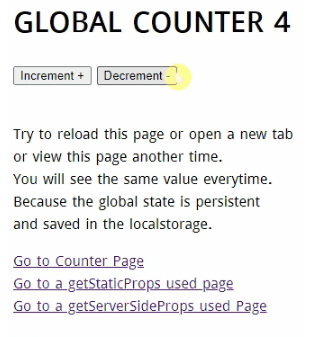 GLOBAL COUNTER 4
Increment + Decrement -
Try to reload this page or open a new tab
or view this page another time.
You will see the same value everytime.
Because the global state is persistent
and saved in the localstorage.
Go to Counter Page
Go to a getStaticProps used page
Go to a getServerSideProps used Page